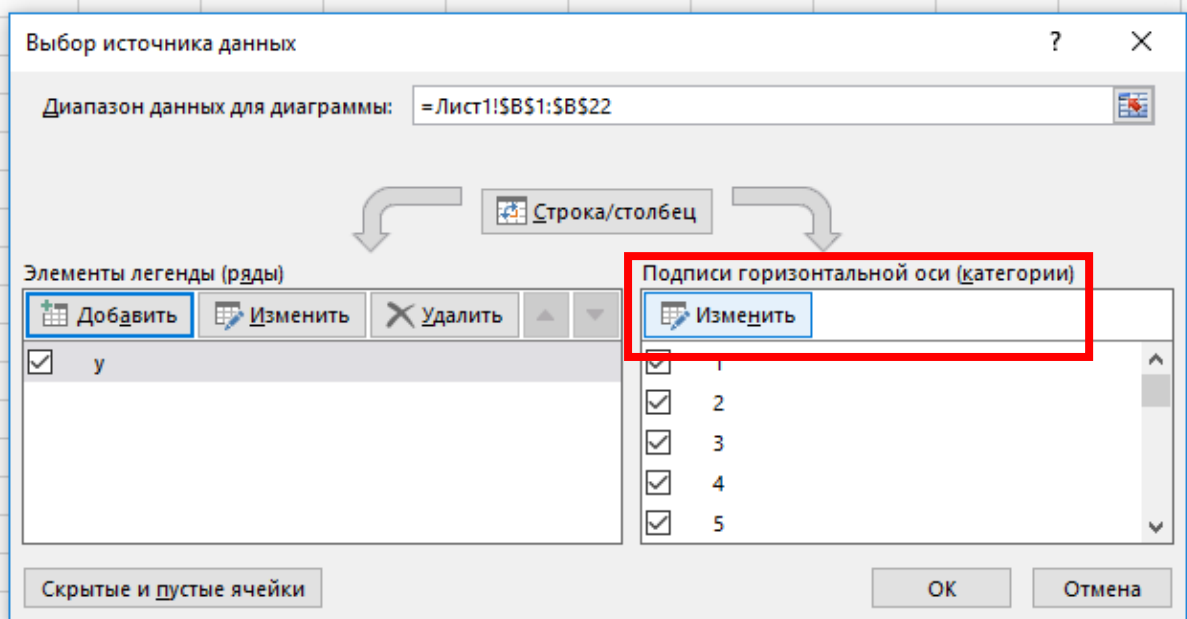 Выбор источника данных
?
Диапазон данных для диаграммы: =Лист1!$B$1:$B$22
Строка/столбец
Элементы легенды (ряды)
Добавить Изменить Удалить
y
Подписи горизонтальной оси (категории)
Изменить
1
2
3
4
5
Скрытые и пустые ячейки
ОК Отмена